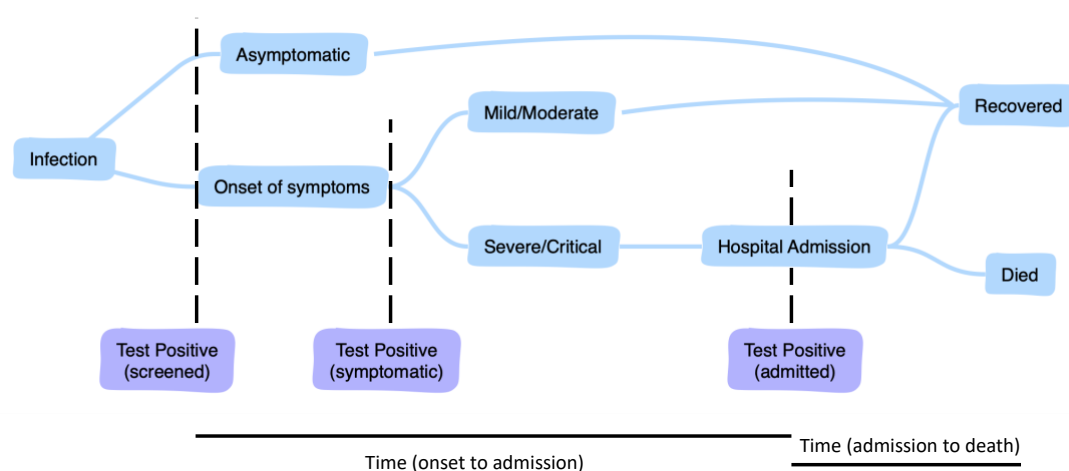 Asymptomatic
Mild/Moderate
Recovered
Infection
Onset of symptoms
Severe/Critical
Hospital Admission
Died
Test Positive
(screened)
Test Positive
(symptomatic)
Test Positive
(admitted)
Time (onset to admission)
Time (admission to death)